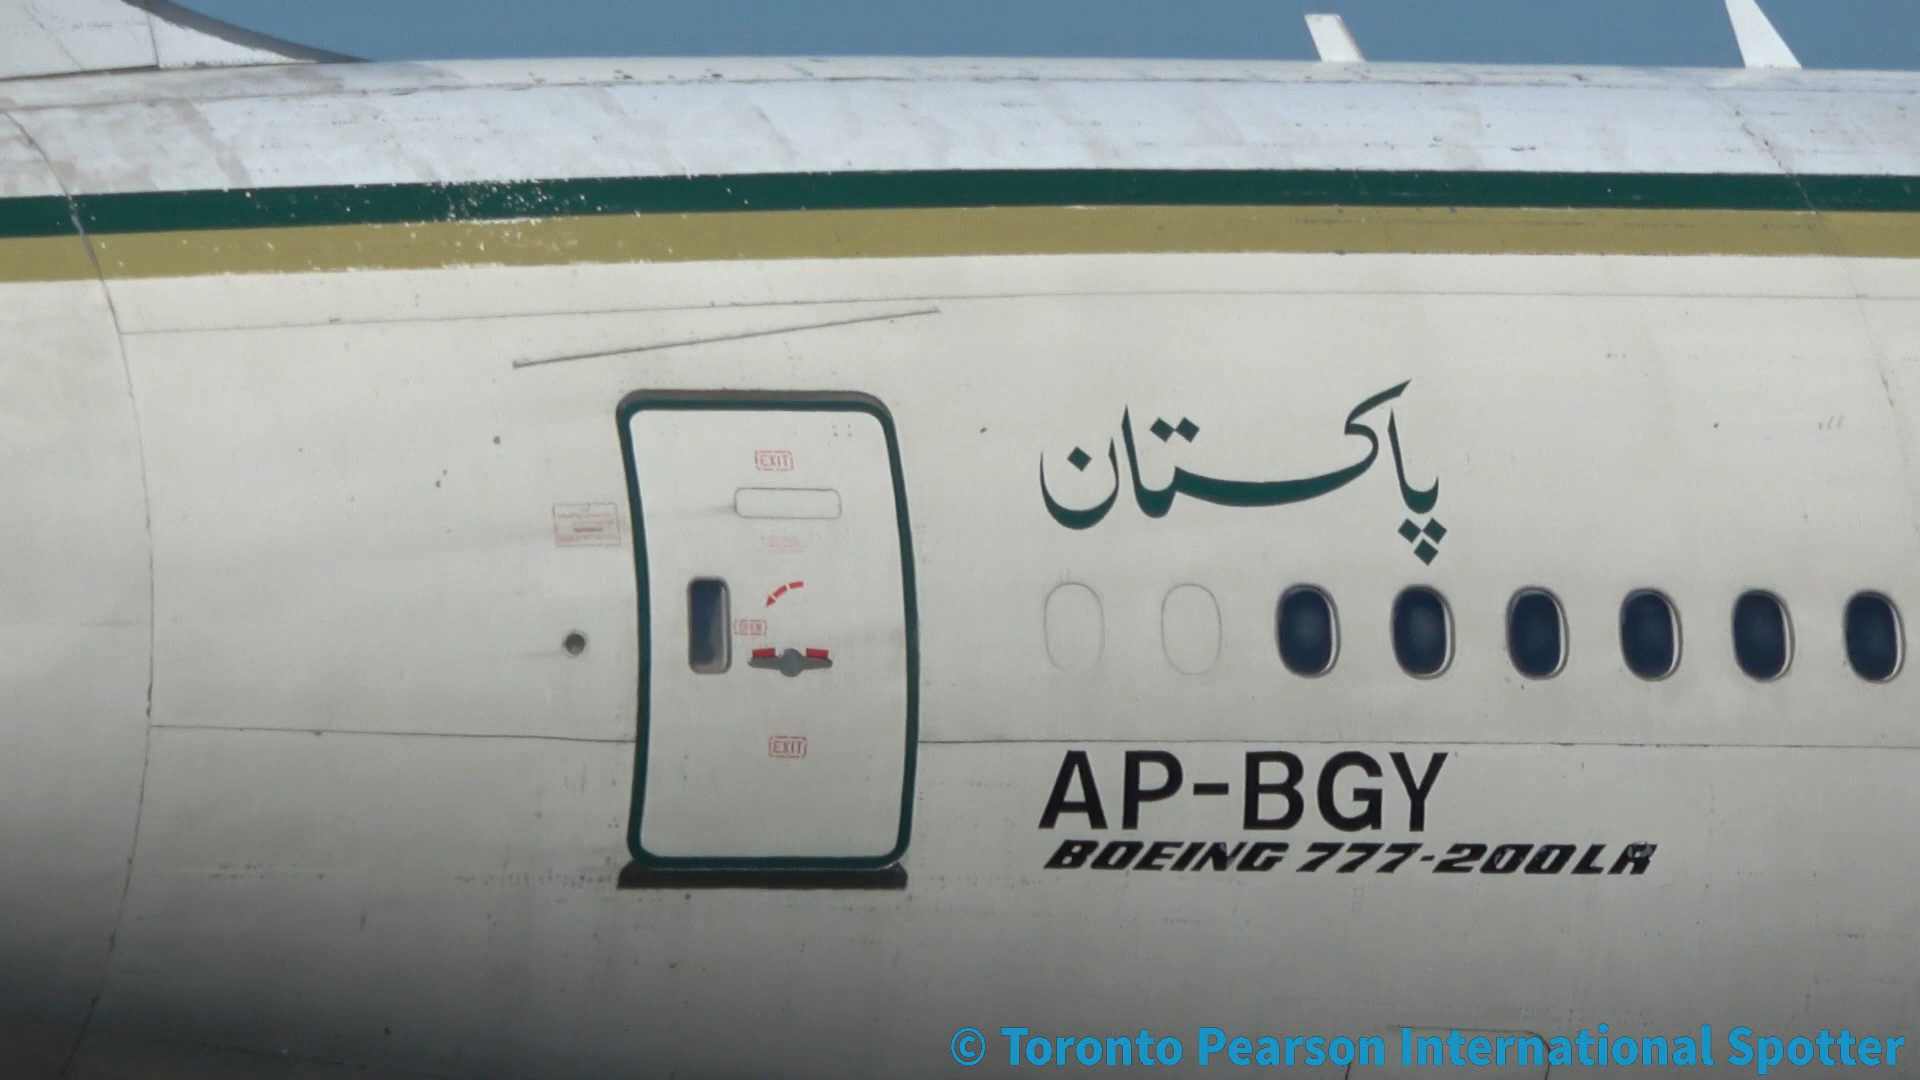 EXIT
پاکستان
EXIT
AP-BGY
BOEING 777-200LR
© Toronto Pearson International Spotter